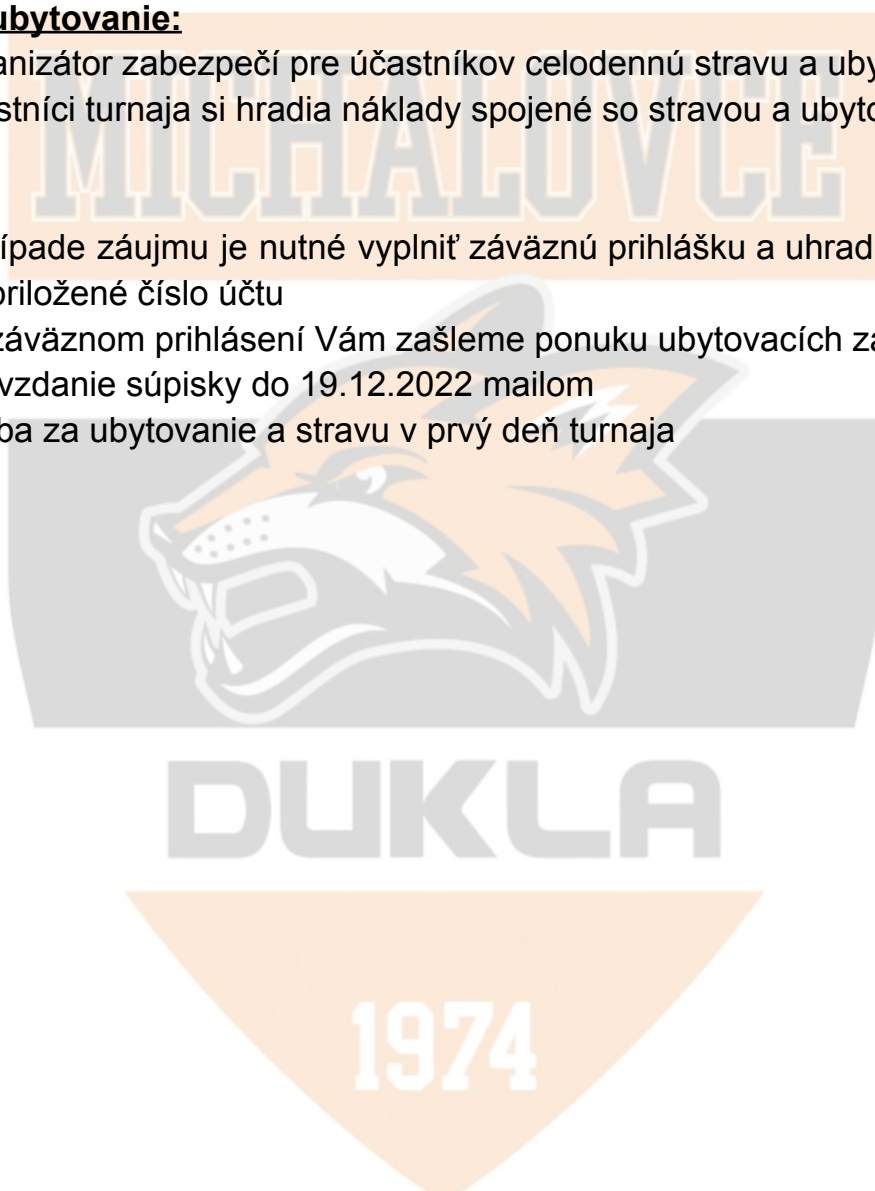 ubytovanie:
anizátor zabezpečí pre účastníkov celodennú stravu a uby
stníci turnaja si hradia náklady spojené so stravou a ubyto
MICHALOVCE
ípade záujmu je nutné vyplniť záväznú prihlášku a uhrad
priložené číslo účtu
záväznom prihlásení Vám zašleme ponuku ubytovacích za
vzdanie súpisky do 19.12.2022 mailom
ba za ubytovanie a stravu v prvý deň turnaja
DUKLA
1974